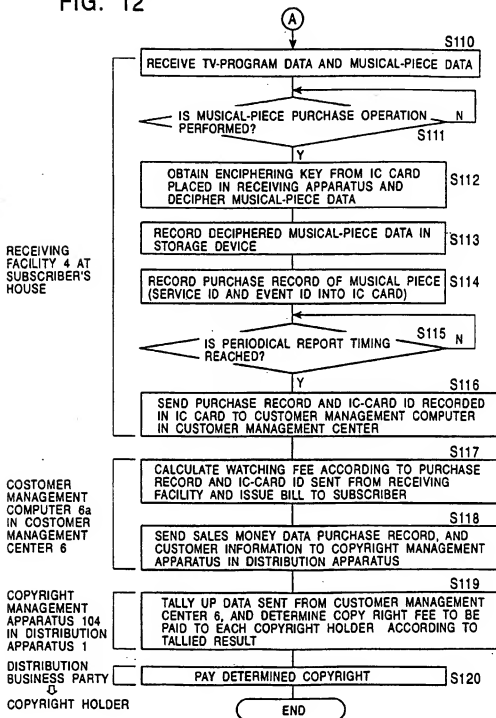 FIG. 12
A
S110
RECEIVE TV-PROGRAM DATA AND MUSICAL-PIECE DATA
IS MUSICAL-PIECE PURCHASE OPERATION
PERFORMED?
N
S111
Y
OBTAIN ENCIPHERING KEY FROM IC CARD
PLACED IN RECEIVING APPARATUS AND
DECIPHER MUSICAL-PIECE DATA
S112
RECORD DECIPHERED MUSICAL-PIECE DATA IN
STORAGE DEVICE
S113
RECORD PURCHASE RECORD OF MUSICAL PIECE
(SERVICE ID AND EVENT ID INTO IC CARD)
S114
RECEIVING
FACILITY 4 AT
SUBSCRIBER'S
HOUSE
IS PERIODICAL REPORT TIMING
REACHED?
S115
N
Y
S116
SEND PURCHASE RECORD AND IC-CARD ID RECORDED
IN IC CARD TO CUSTOMER MANAGEMENT COMPUTER
IN CUSTOMER MANAGEMENT CENTER
S117
CALCULATE WATCHING FEE ACCORDING TO PURCHASE
RECORD AND IC-CARD ID SENT FROM RECEIVING
FACILITY AND ISSUE BILL TO SUBSCRIBER
COSTOMER
MANAGEMENT
COMPUTER 6a
IN COSTOMER
MANAGEMENT
CENTER 6
S118
SEND SALES MONEY DATA PURCHASE RECORD, AND
CUSTOMER INFORMATION TO COPYRIGHT MANAGEMENT
APPARATUS IN DISTRIBUTION APPARATUS
S119
COPYRIGHT
MANAGEMENT
APPARATUS 104
IN DISTRIBUTION
APPARATUS 1
TALLY UP DATA SENT FROM CUSTOMER MANAGEMENT
CENTER 6, AND DETERMINE COPY RIGHT FEE TO BE
PAID TO EACH COPYRIGHT HOLDER ACCORDING TO
TALLIED RESULT
DISTRIBUTION
BUSINESS PARTY
COPYRIGHT HOLDER
PAY DETERMINED COPYRIGHT
S120
END